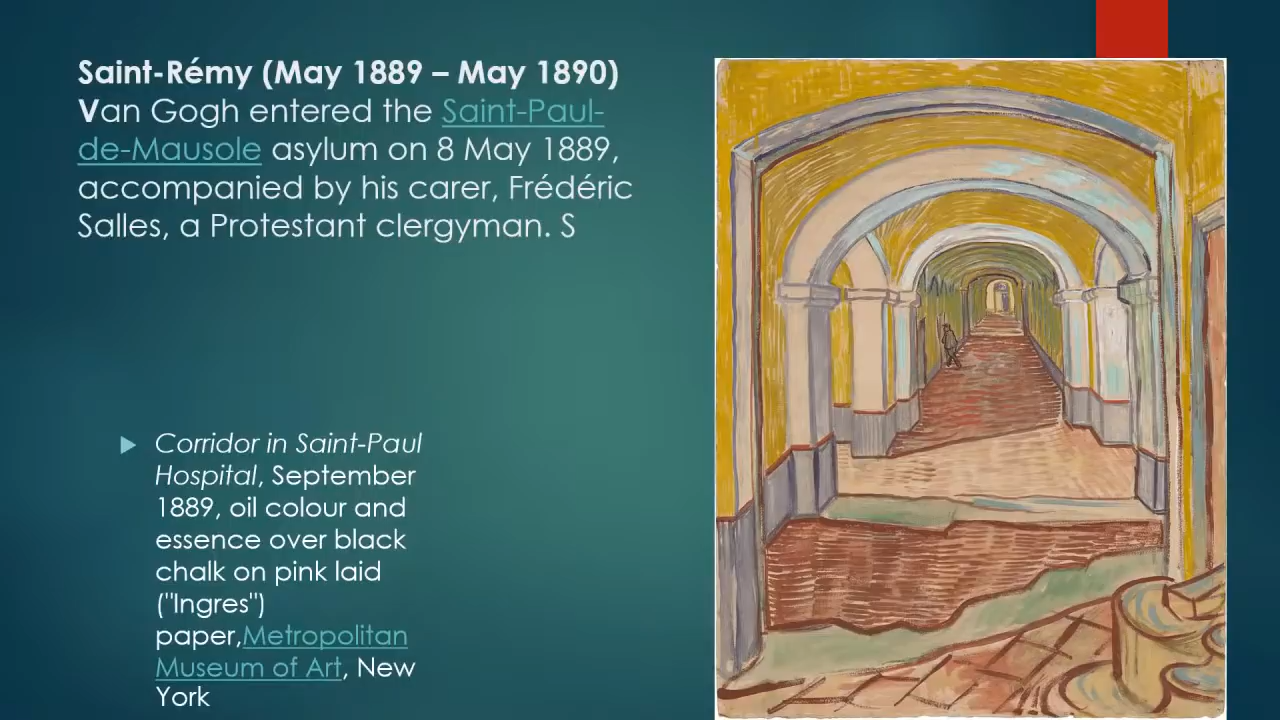 Saint-Rémy (May 1889 – May 1890)
Van Gogh entered the Saint-Paul-
de-Mausole asylum on 8 May 1889,
accompanied by his carer, Frédéric
Salles, a Protestant clergyman. S
Corridor in Saint-Paul
Hospital, September
1889, oil colour and
essence over black
chalk on pink laid
("Ingres")
paper,Metropolitan
Museum of Art, New
York